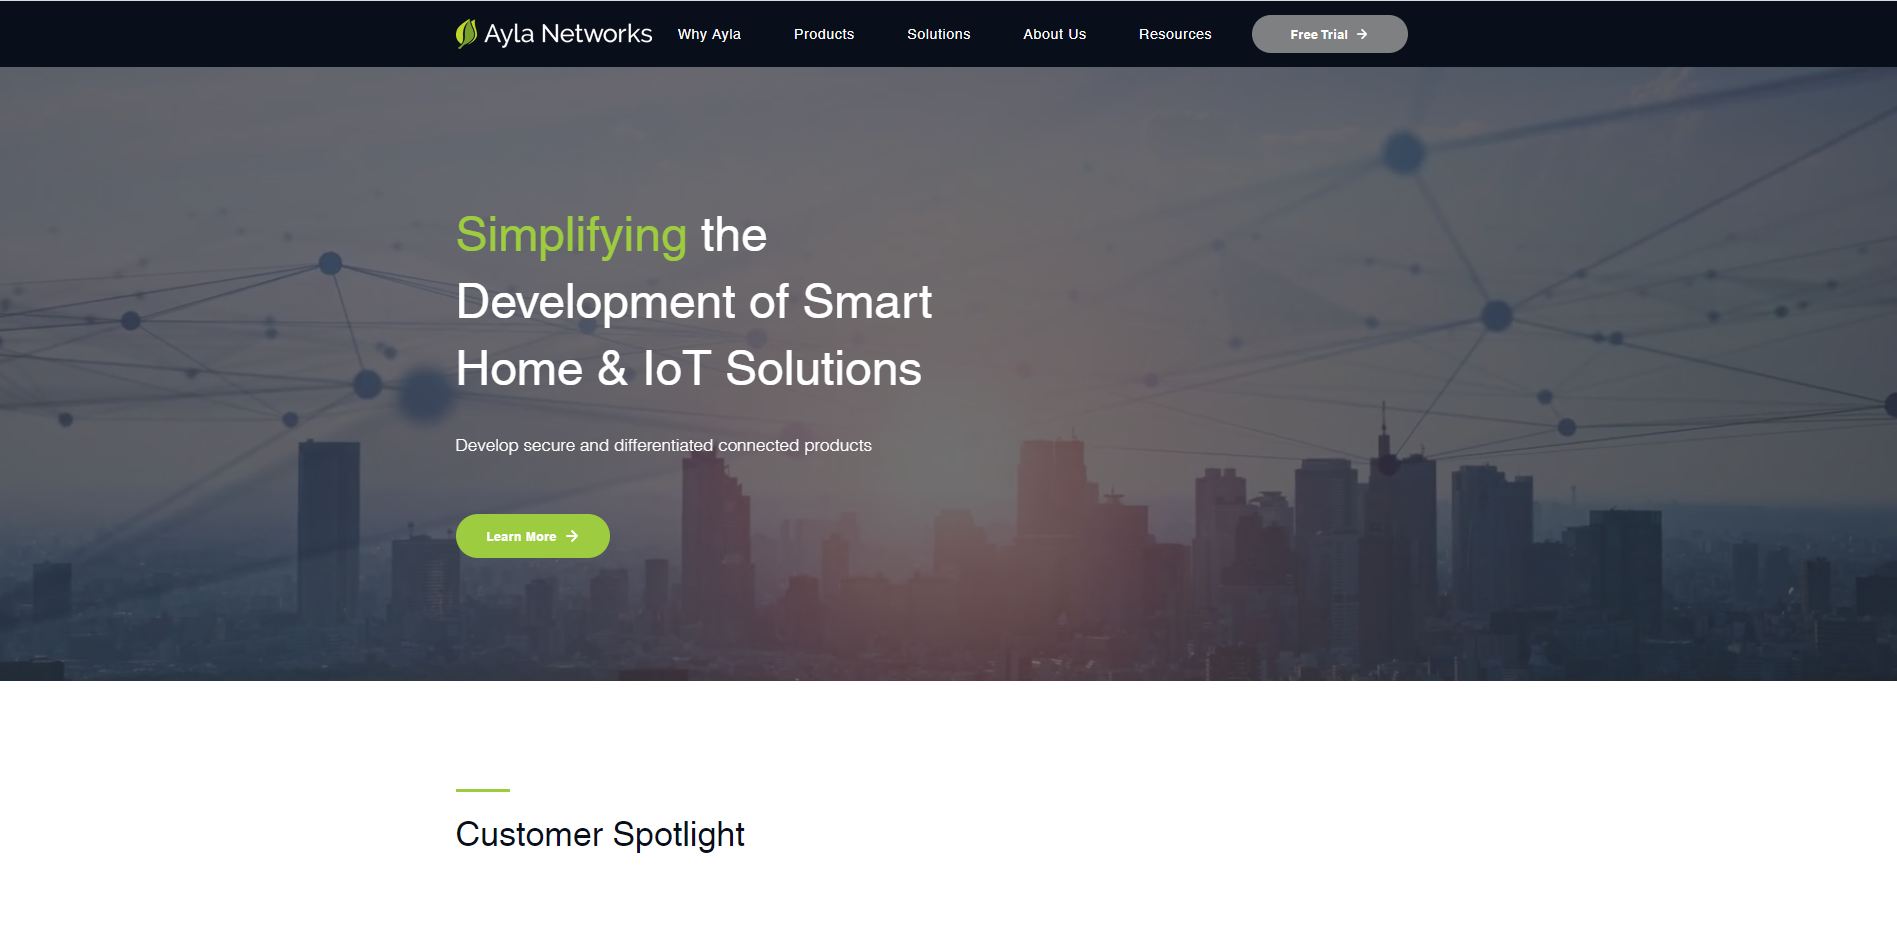 Ayla Networks
Why Ayla
Products
Solutions
About Us
Resources
Free Trial
Simplifying the
Development of Smart
Home & IoT Solutions
Develop secure and differentiated connected products
Learn More
Customer Spotlight